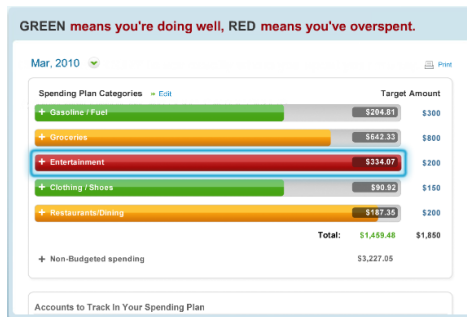 GREEN means you're doing well, RED means you've overspent.
Mar, 2010
Print
Spending Plan Categories » Edit Target Amount
+ Gasoline / Fuel $204.81 $300
+ Groceries $642.33 $800
+ Entertainment $334.07 $200
+ Clothing / Shoes $90.92 $150
+ Restaurants/Dining $187.35 $200
Total: $1,459.48 $1,850
+ Non-Budgeted spending $3,227.05
Accounts to Track In Your Spending Plan